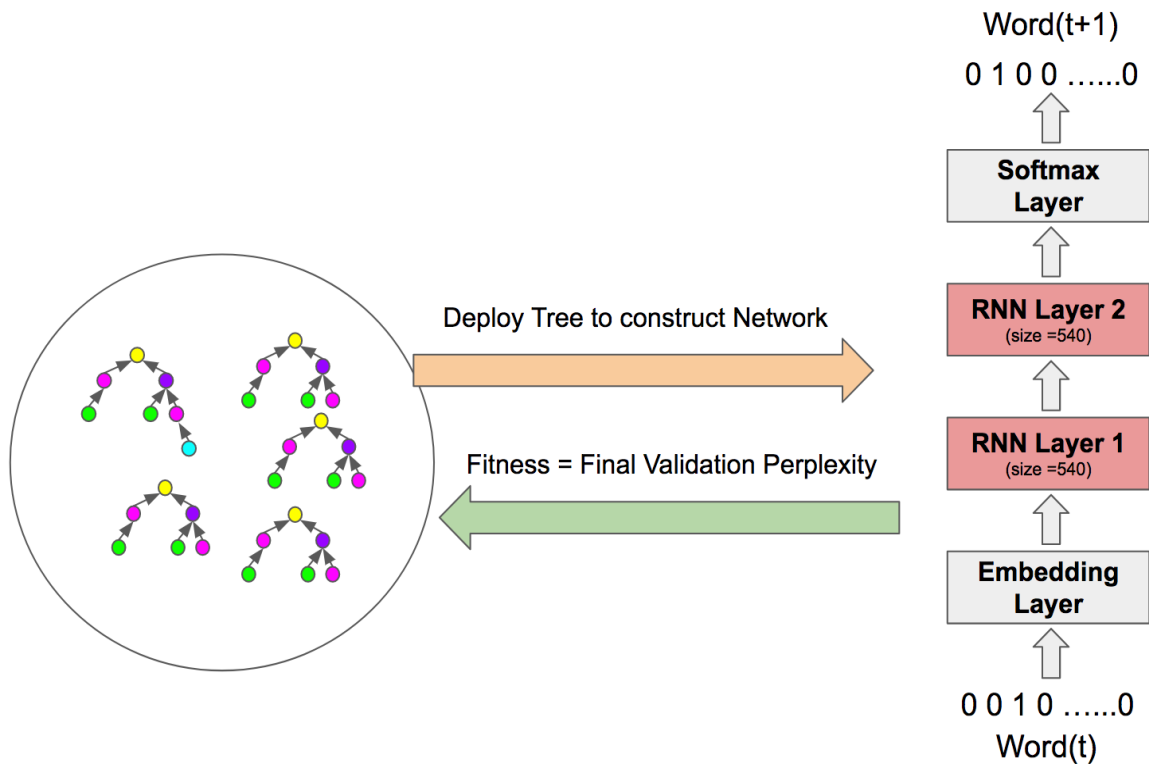 Word(t+1)
0 1 0 0 …...0
Softmax
Layer
RNN Layer 2
(size =540)
Deploy Tree to construct Network
RNN Layer 1
(size =540)
Fitness = Final Validation Perplexity
Embedding
Layer
0 0 1 0 …...0
Word(t)